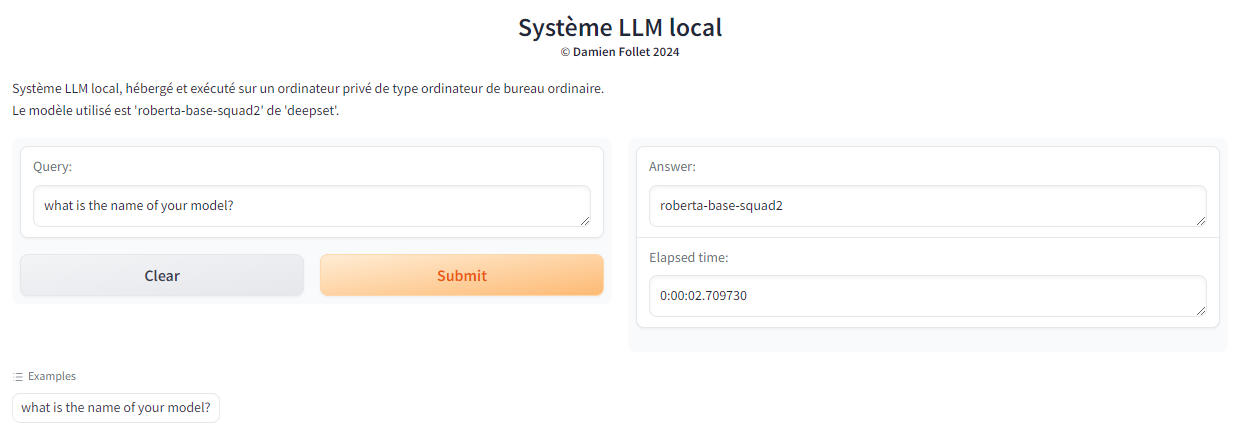 Système LLM local
© Damien Follet 2024
Système LLM local, hébergé et exécuté sur un ordinateur privé de type ordinateur de bureau ordinaire.
Le modèle utilisé est 'roberta-base-squad2' de 'deepset'.
Query:
what is the name of your model?
Clear
Submit
Answer:
roberta-base-squad2
Elapsed time:
0:00:02.709730
Examples
what is the name of your model?